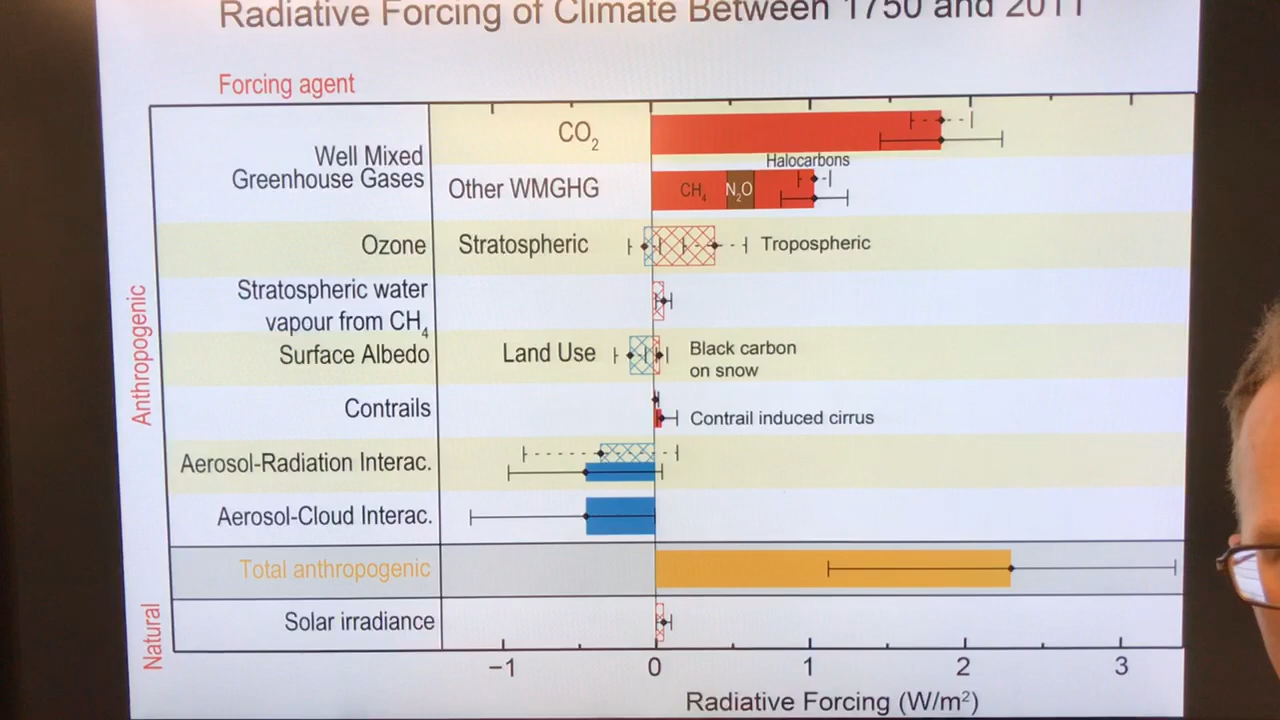 Radiative Forcing of Climate Between 1750 and 2011
Forcing agent
Anthropogenic
Natural
Well Mixed
Greenhouse Gases
CO₂
Halocarbons
Other WMGHG
CH₄
N₂O
Ozone
Stratospheric
Tropospheric
Stratospheric water
vapour from CH₄
Surface Albedo
Land Use
Black carbon
on snow
Contrails
Contrail induced cirrus
Aerosol-Radiation Interac.
Aerosol-Cloud Interac.
Total anthropogenic
Solar irradiance
−1 0 1 2 3
Radiative Forcing (W/m²)